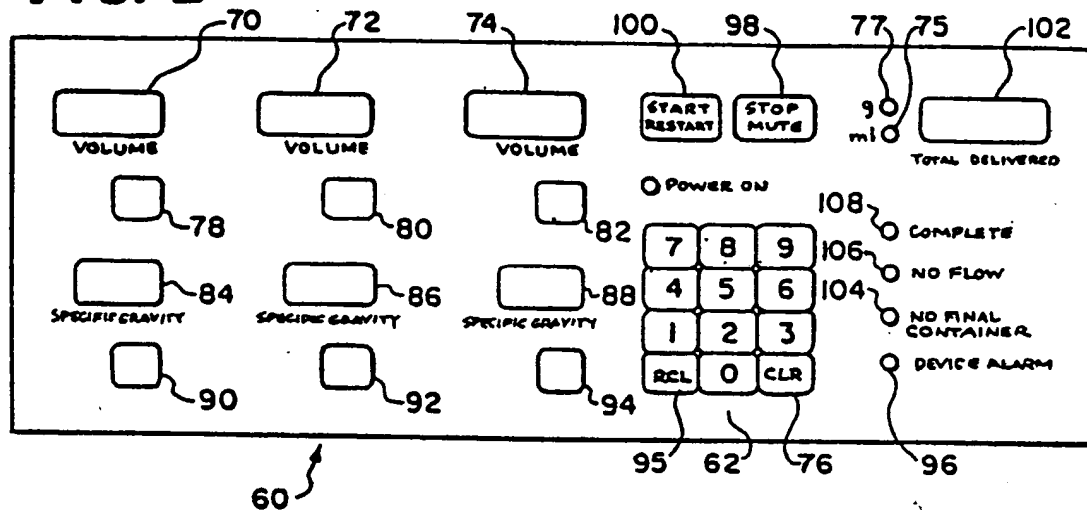 70 72 74 100 98 77 75 102
START RESTART
STOP MUTE
g
ml
VOLUME VOLUME VOLUME
TOTAL DELIVERED
POWER ON
78 80 82
108 COMPLETE
7 8 9
106 NO FLOW
84 86 88
4 5 6
104 NO FINAL
CONTAINER
SPECIFIC GRAVITY SPECIFIC GRAVITY SPECIFIC GRAVITY
1 2 3
DEVICE ALARM
90 92 94
RCL 0 CLR
95 62 76 96
60